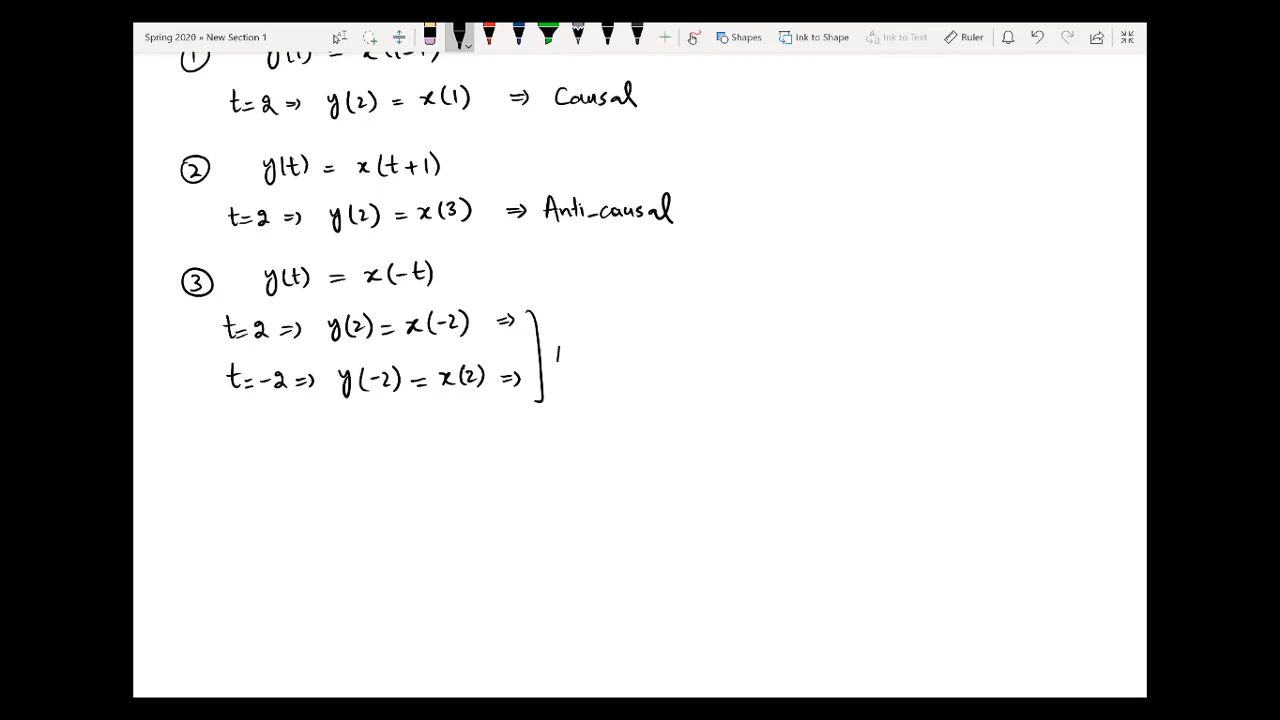 Spring 2020 » New Section 1 Shapes Ink to Shape Ink to Text Ruler
①
t=2 ⇒ y(2) = x(1) ⇒ Causal
② y(t) = x(t+1)
t=2 ⇒ y(2) = x(3) ⇒ Anti-causal
③ y(t) = x(-t)
t=2 ⇒ y(2) = x(-2) ⇒
t=-2 ⇒ y(-2) = x(2) ⇒